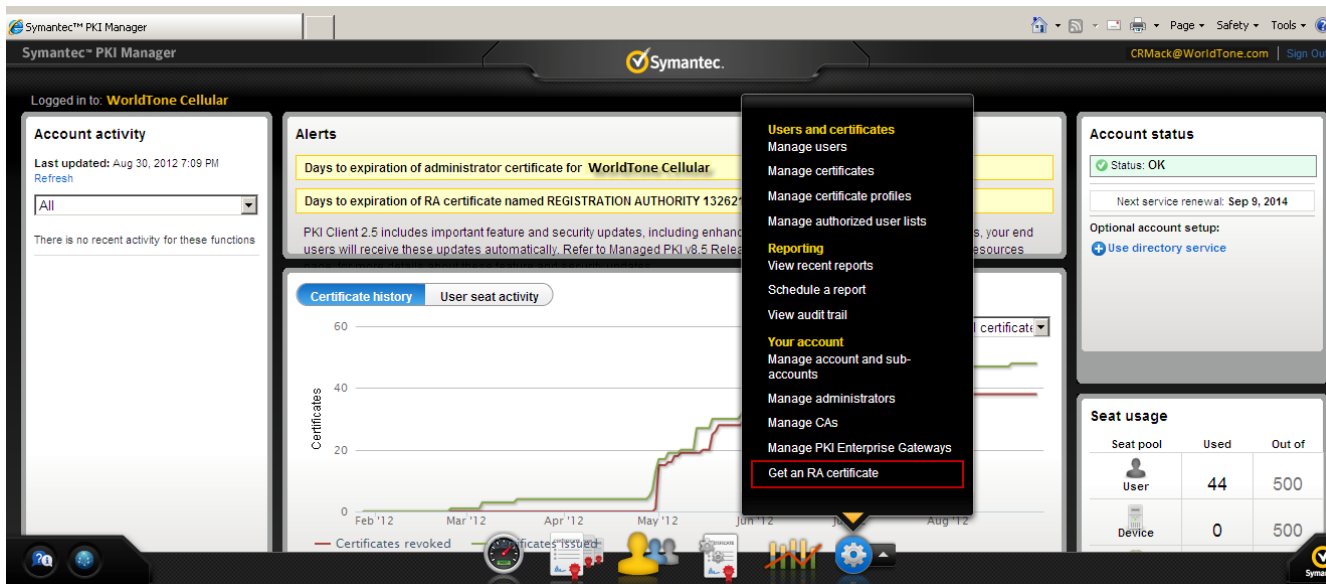 Symantec™ PKI Manager
Page Safety Tools
Symantec™ PKI Manager
Symantec.
CRMack@WorldTone.com | Sign Ou
Logged in to: WorldTone Cellular
Account activity
Last updated: Aug 30, 2012 7:09 PM
Refresh
All
There is no recent activity for these functions
Alerts
Days to expiration of administrator certificate for WorldTone Cellular
Days to expiration of RA certificate named REGISTRATION AUTHORITY 13262
PKI Client 2.5 includes important feature and security updates, including enhanc
s, your end
users will receive these updates automatically. Refer to Managed PKI v8.5 Relea
esources
Certificate history
User seat activity
certificate
60
40
20
0
Certificates
Feb '12
Mar '12
Apr '12
May '12
Jun '12
Aug '12
Certificates revoked
Certificates issued
Users and certificates
Manage users
Manage certificates
Manage certificate profiles
Manage authorized user lists
Reporting
View recent reports
Schedule a report
View audit trail
Your account
Manage account and sub-
accounts
Manage administrators
Manage CAs
Manage PKI Enterprise Gateways
Get an RA certificate
Account status
Status: OK
Next service renewal: Sep 9, 2014
Optional account setup:
Use directory service
Seat usage
Seat pool Used Out of
User 44 500
Device 0 500
Syma